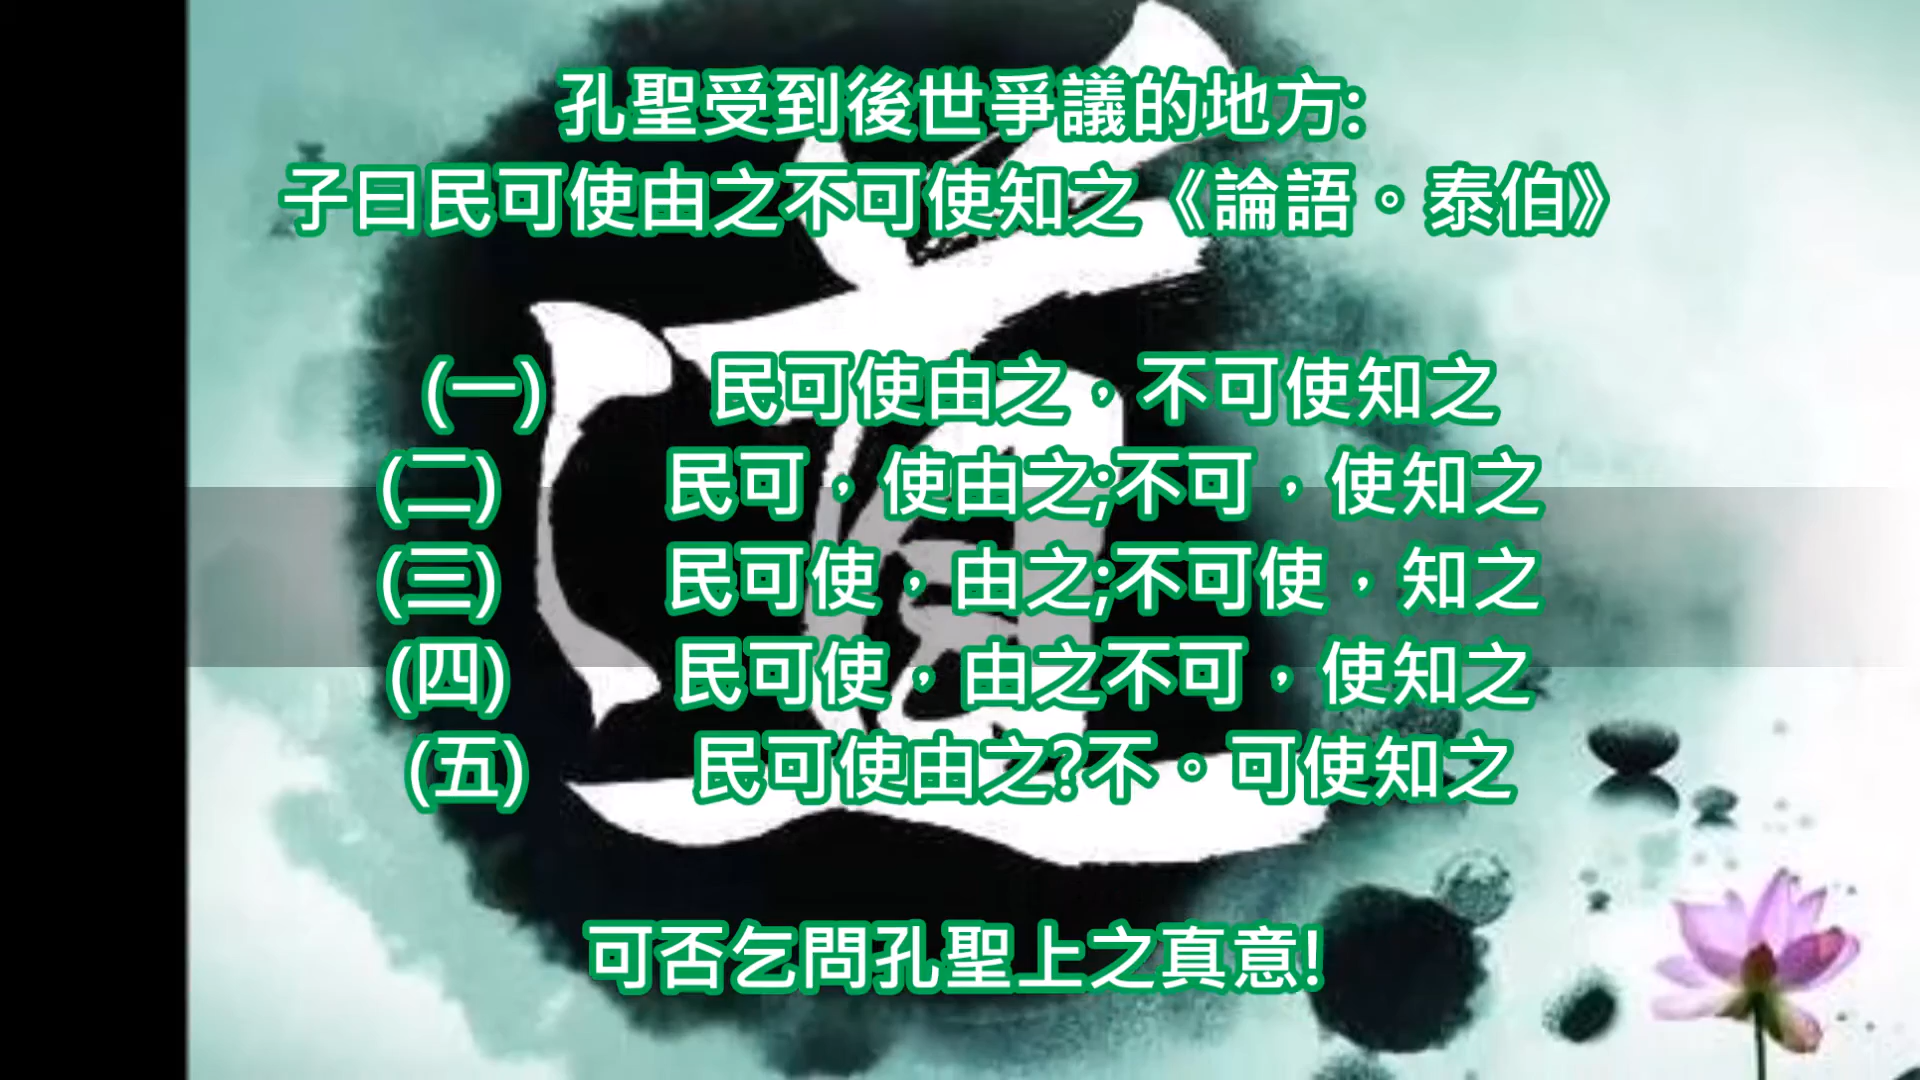 孔聖受到後世爭議的地方:
子曰民可使由之不可使知之《論語。泰伯》
(一) 民可使由之，不可使知之
(二) 民可，使由之;不可，使知之
(三) 民可使，由之;不可使，知之
(四) 民可使，由之不可，使知之
(五) 民可使由之?不。可使知之
可否乞問孔聖上之真意!